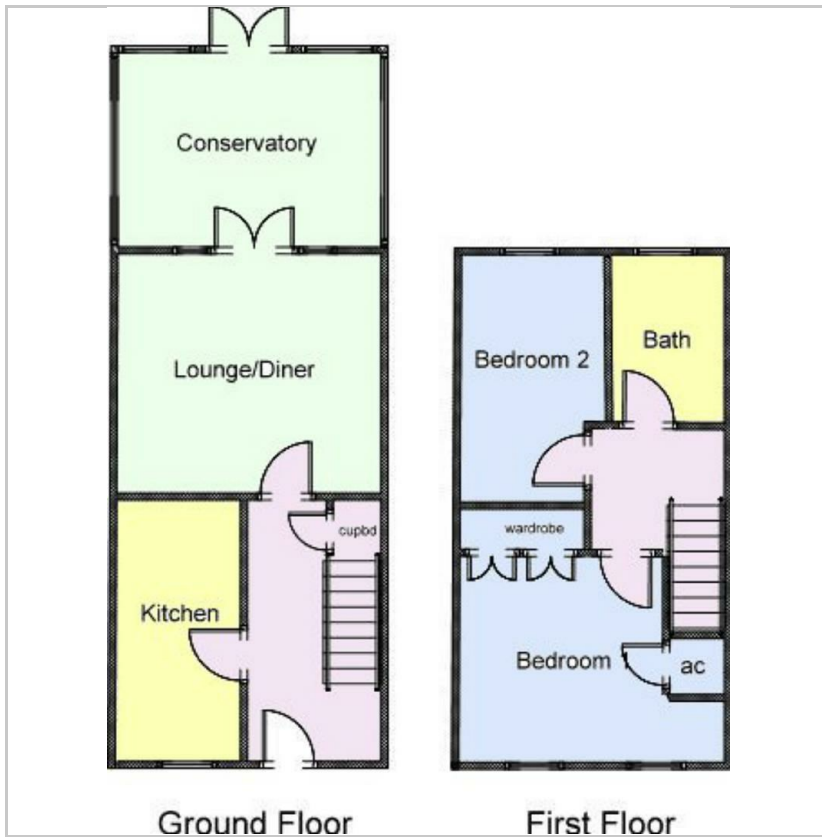 Conservatory
Lounge/Diner
cupbd
Kitchen
Ground Floor
Bedroom 2
Bath
wardrobe
Bedroom
ac
First Floor